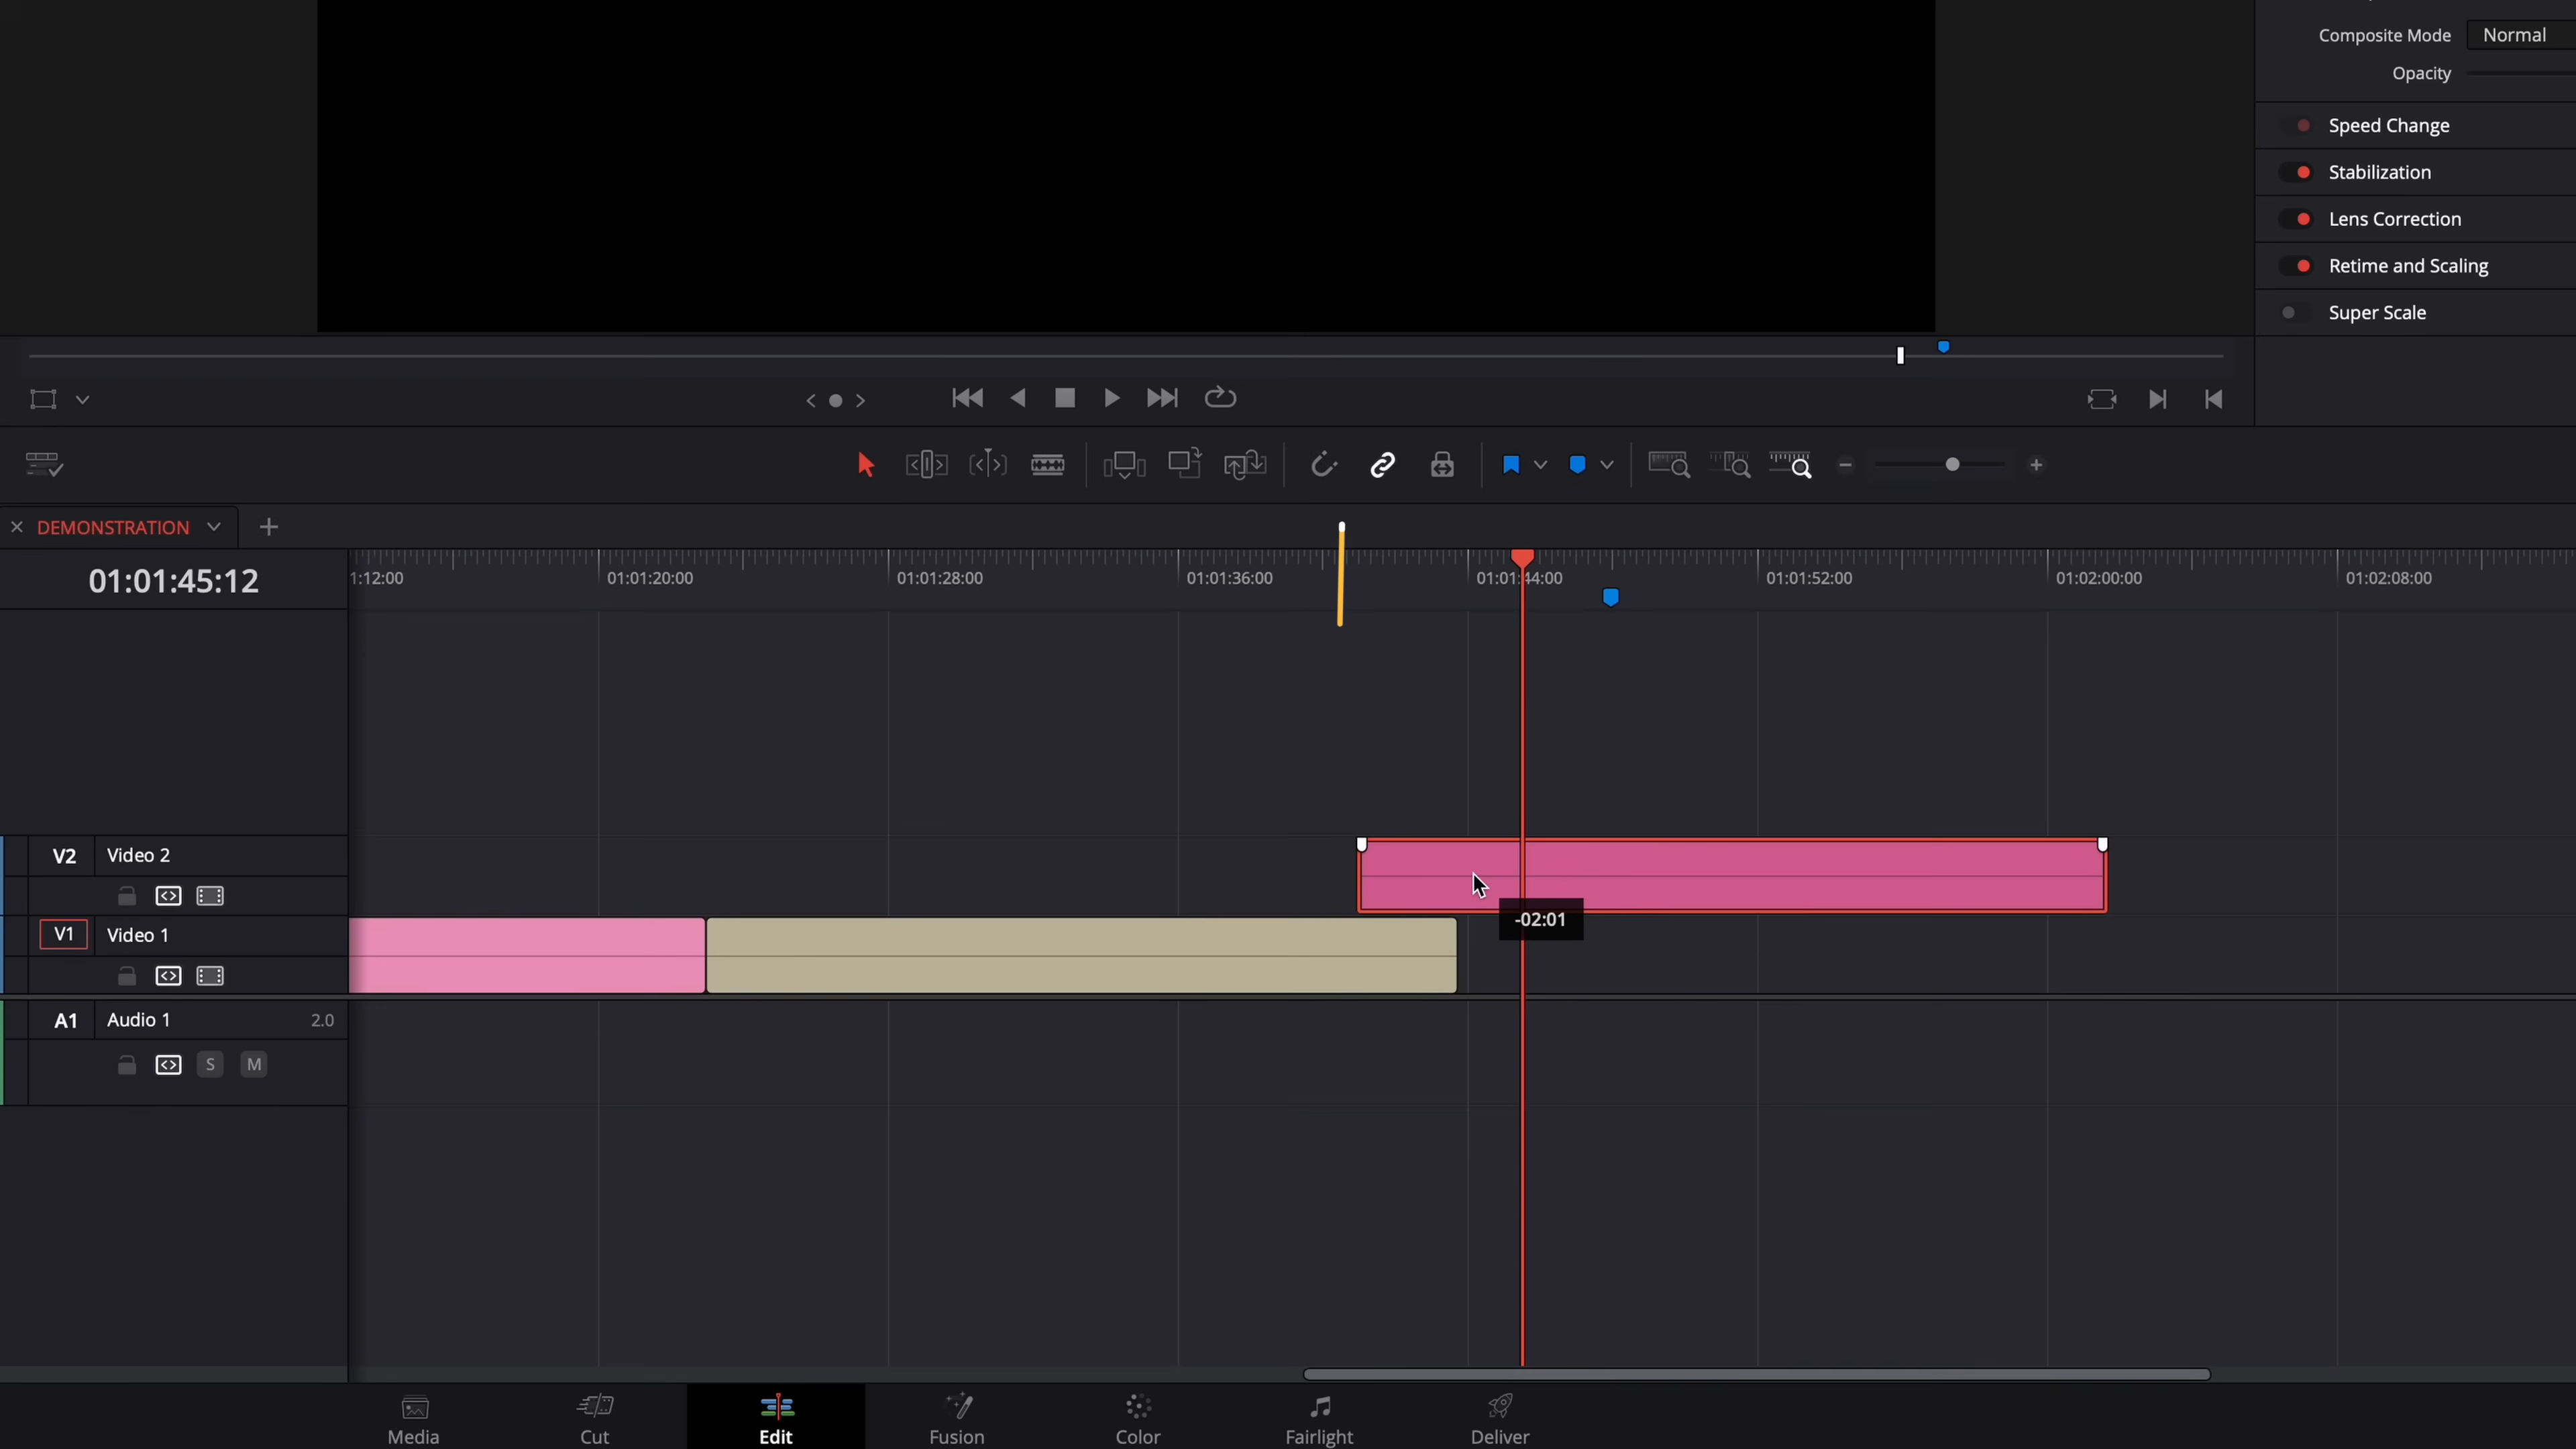 Composite Mode Normal
Opacity
Speed Change
Stabilization
Lens Correction
Retime and Scaling
Super Scale
DEMONSTRATION
01:01:45:12
1:12:00 01:01:20:00 01:01:28:00 01:01:36:00 01:01:44:00 01:01:52:00 01:02:00:00 01:02:08:00
V2 Video 2
-02:01
V1 Video 1
A1 Audio 1 2.0
S M
Media Cut Edit Fusion Color Fairlight Deliver